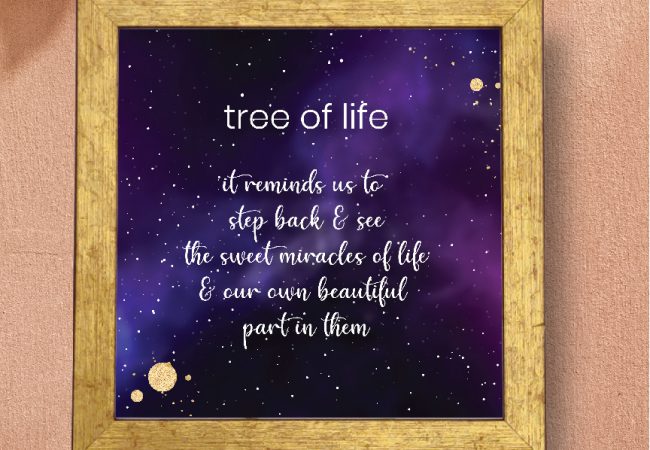 tree of life
it reminds us to
step back & see
the sweet miracles of life
& our own beautiful
part in them